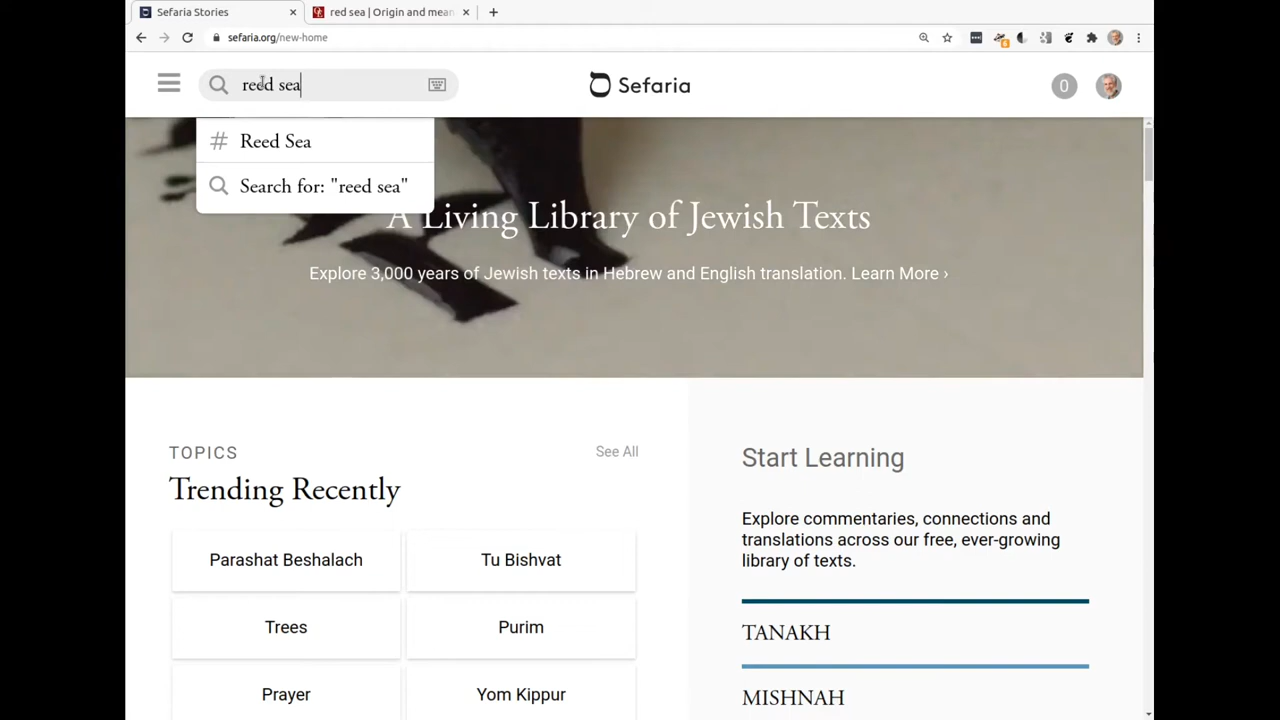 Sefaria Stories
red sea | Origin and mean
sefaria.org/new-home
reed sea
Sefaria
0
Reed Sea
Search for: "reed sea"
A Living Library of Jewish Texts
Explore 3,000 years of Jewish texts in Hebrew and English translation. Learn More ›
TOPICS
See All
Trending Recently
Parashat Beshalach
Tu Bishvat
Trees
Purim
Prayer
Yom Kippur
Start Learning
Explore commentaries, connections and
translations across our free, ever-growing
library of texts.
TANAKH
MISHNAH